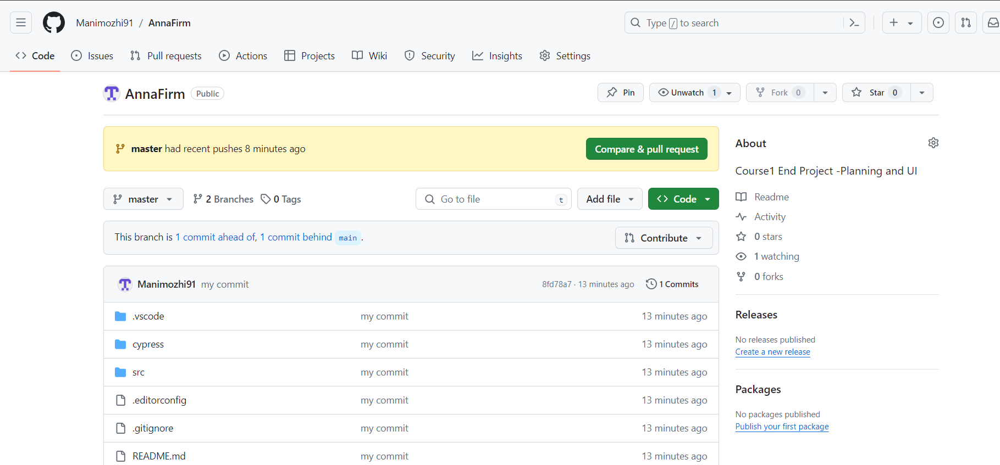 Manimozhi91 / AnnaFirm
Type / to search
Code Issues Pull requests Actions Projects Wiki Security Insights Settings
AnnaFirm Public
Pin Unwatch 1 Fork 0 Star 0
master had recent pushes 8 minutes ago
Compare & pull request
master 2 Branches 0 Tags
Go to file t
Add file
Code
This branch is 1 commit ahead of, 1 commit behind main .
Contribute
Manimozhi91 my commit 8fd78a7 · 13 minutes ago 1 Commits
.vscode my commit 13 minutes ago
cypress my commit 13 minutes ago
src my commit 13 minutes ago
.editorconfig my commit 13 minutes ago
.gitignore my commit 13 minutes ago
README.md my commit 13 minutes ago
About
Course1 End Project -Planning and UI
Readme
Activity
0 stars
1 watching
0 forks
Releases
No releases published
Create a new release
Packages
No packages published
Publish your first package